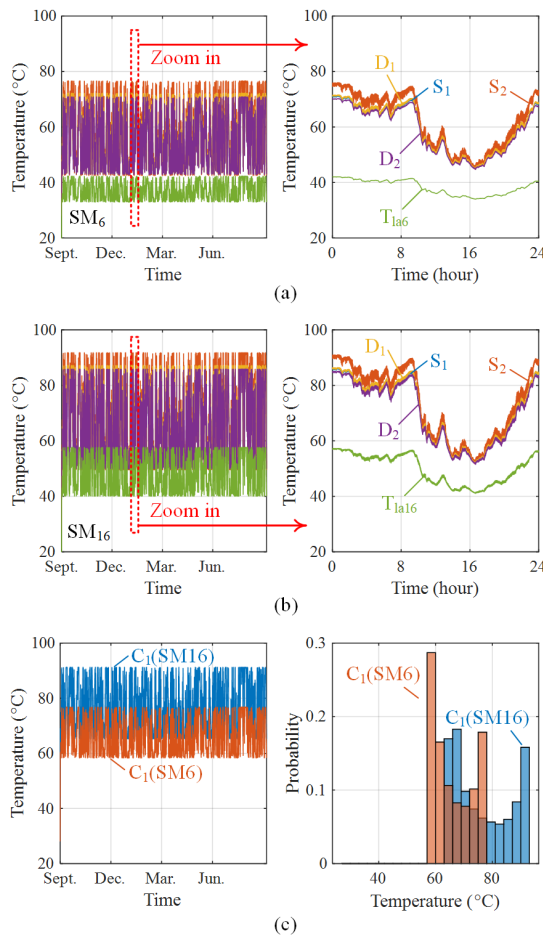 100
80
60
40
20
Temperature (°C)
Zoom in
SM6
Sept. Dec. Mar. Jun.
Time
100
80
60
40
20
Temperature (°C)
D1
S1
S2
D2
Tla6
0 8 16 24
Time (hour)
(a)
100
80
60
40
20
Temperature (°C)
Zoom in
SM16
Sept. Dec. Mar. Jun.
Time
100
80
60
40
20
Temperature (°C)
D1
S1
S2
D2
Tla16
0 8 16 24
Time (hour)
(b)
100
80
60
40
20
Temperature (°C)
C1(SM16)
C1(SM6)
Sept. Dec. Mar. Jun.
Time
0.3
0.2
0.1
0
Probability
C1(SM6)
C1(SM16)
40 60 80
Temperature (°C)
(c)